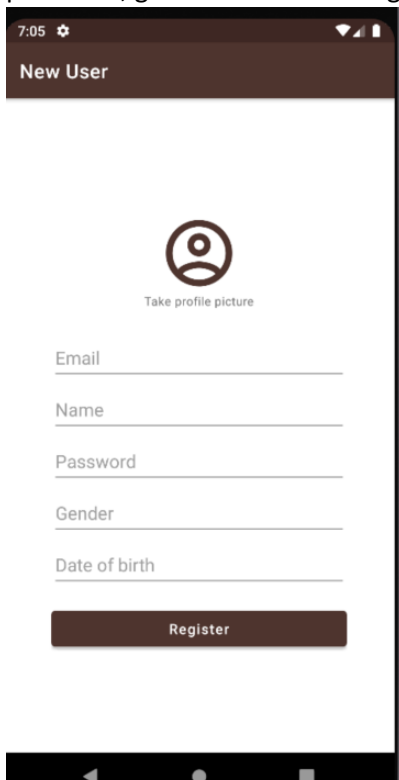 7:05
New User
Take profile picture
Email
Name
Password
Gender
Date of birth
Register